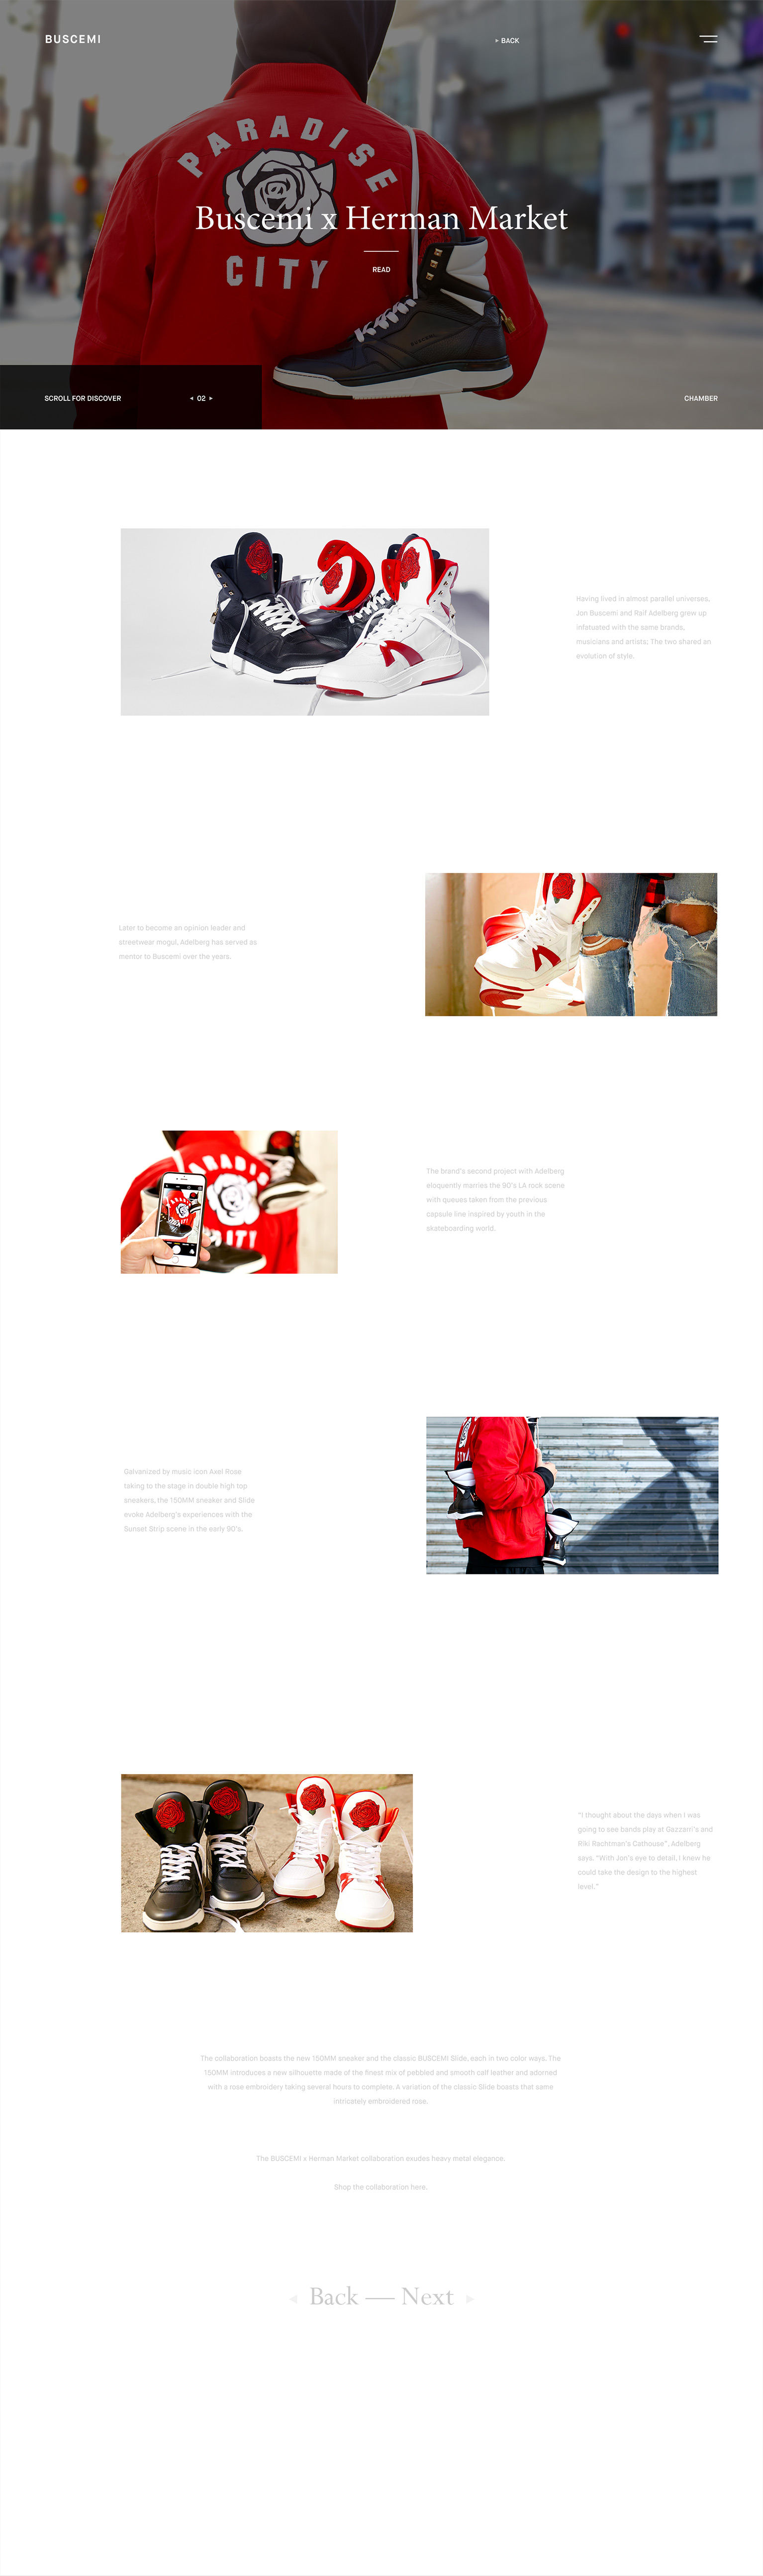 BUSCEMI
BACK
PARADISE
Buscemi x Herman Market
CITY
READ
SCROLL FOR DISCOVER
02
CHAMBER
Having lived in almost parallel universes,
Jon Buscemi and Ralf Adelberg grew up
infatuated with the same brands,
musicians and artists; The two shared an
evolution of style.
Later to become an opinion leader and
streetwear mogul, Adelberg has served as
mentor to Buscemi over the years.
The brand's second project with Adelberg
eloquently marries the 90's LA rock scene
with queues taken from the previous
capsule line inspired by youth in the
skateboarding world.
Galvanized by music icon Axel Rose
taking to the stage in double high top
sneakers, the 150MM sneaker and Slide
evoke Adelberg's experiences with the
Sunset Strip scene in the early 90's.
"I thought about the days when I was
going to see bands play at Gazzarri's and
Riki Rachtman's Cathouse", Adelberg
says. "With Jon's eye to detail, I knew he
could take the design to the highest
level."
The collaboration boasts the new 150MM sneaker and the classic BUSCEMI Slide, each in two color ways. The
150MM introduces a new silhouette made of the finest mix of pebbled and smooth calf leather and adorned
with a rose embroidery taking several hours to complete. A variation of the classic Slide boasts that same
intricately embroidered rose.
The BUSCEMI x Herman Market collaboration exudes heavy metal elegance.
Shop the collaboration here.
Back — Next